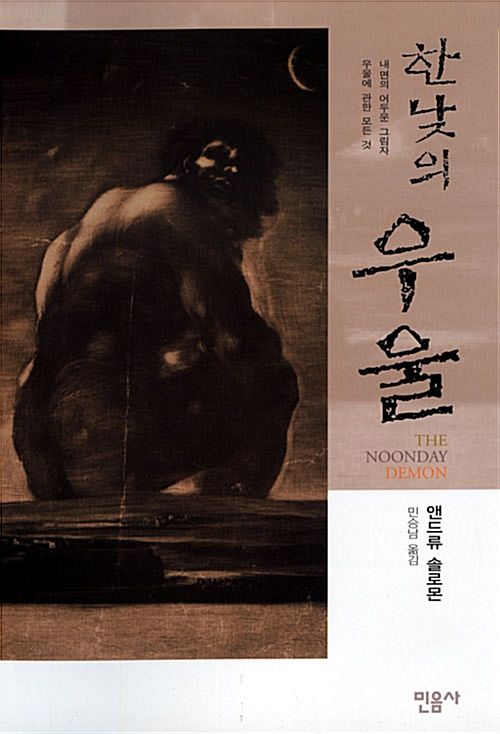 한낮의
우울
내면의 어두운 그림자
우울에 관한 모든 것
THE
NOONDAY
DEMON
앤드류 솔로몬
민승남 옮김
민음사